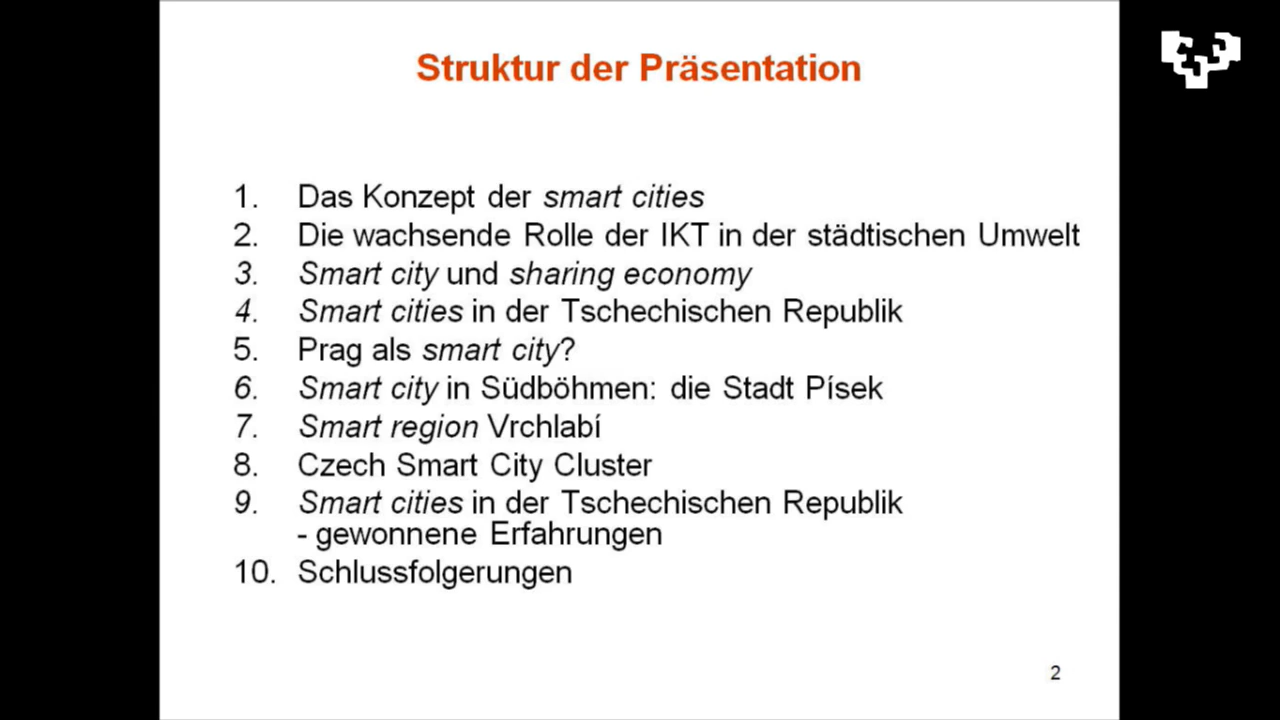 Struktur der Präsentation
1. Das Konzept der smart cities
2. Die wachsende Rolle der IKT in der städtischen Umwelt
3. Smart city und sharing economy
4. Smart cities in der Tschechischen Republik
5. Prag als smart city?
6. Smart city in Südböhmen: die Stadt Písek
7. Smart region Vrchlabí
8. Czech Smart City Cluster
9. Smart cities in der Tschechischen Republik
- gewonnene Erfahrungen
10. Schlussfolgerungen
2